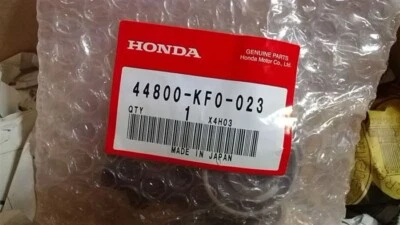 HONDA
GENUINE PARTS
Honda Motor Co., Ltd.
44800-KF0-023
QTY 1 X4H03
MADE IN JAPAN